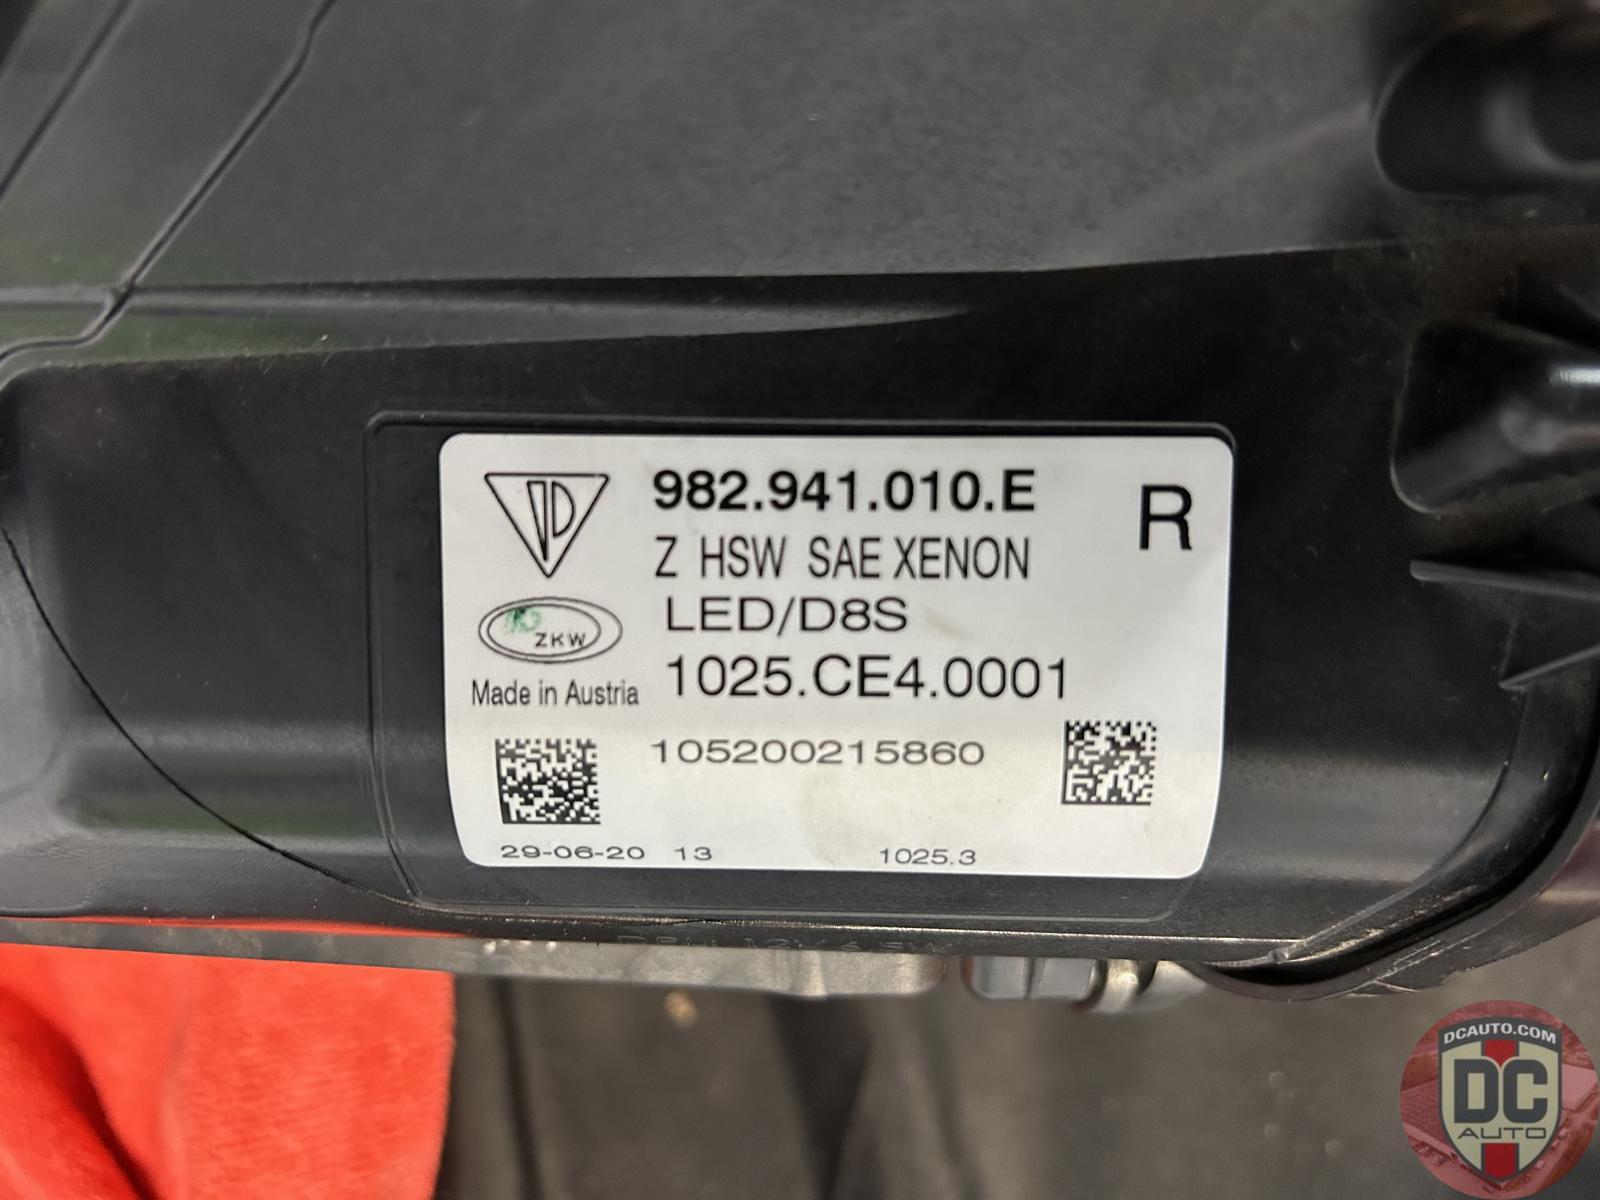 982.941.010.E
R
Z HSW SAE XENON
LED/D8S
ZKW
1025.CE4.0001
Made in Austria
105200215860
29-06-20 13 1025.3
DCAUTO.COM
DC
AUTO